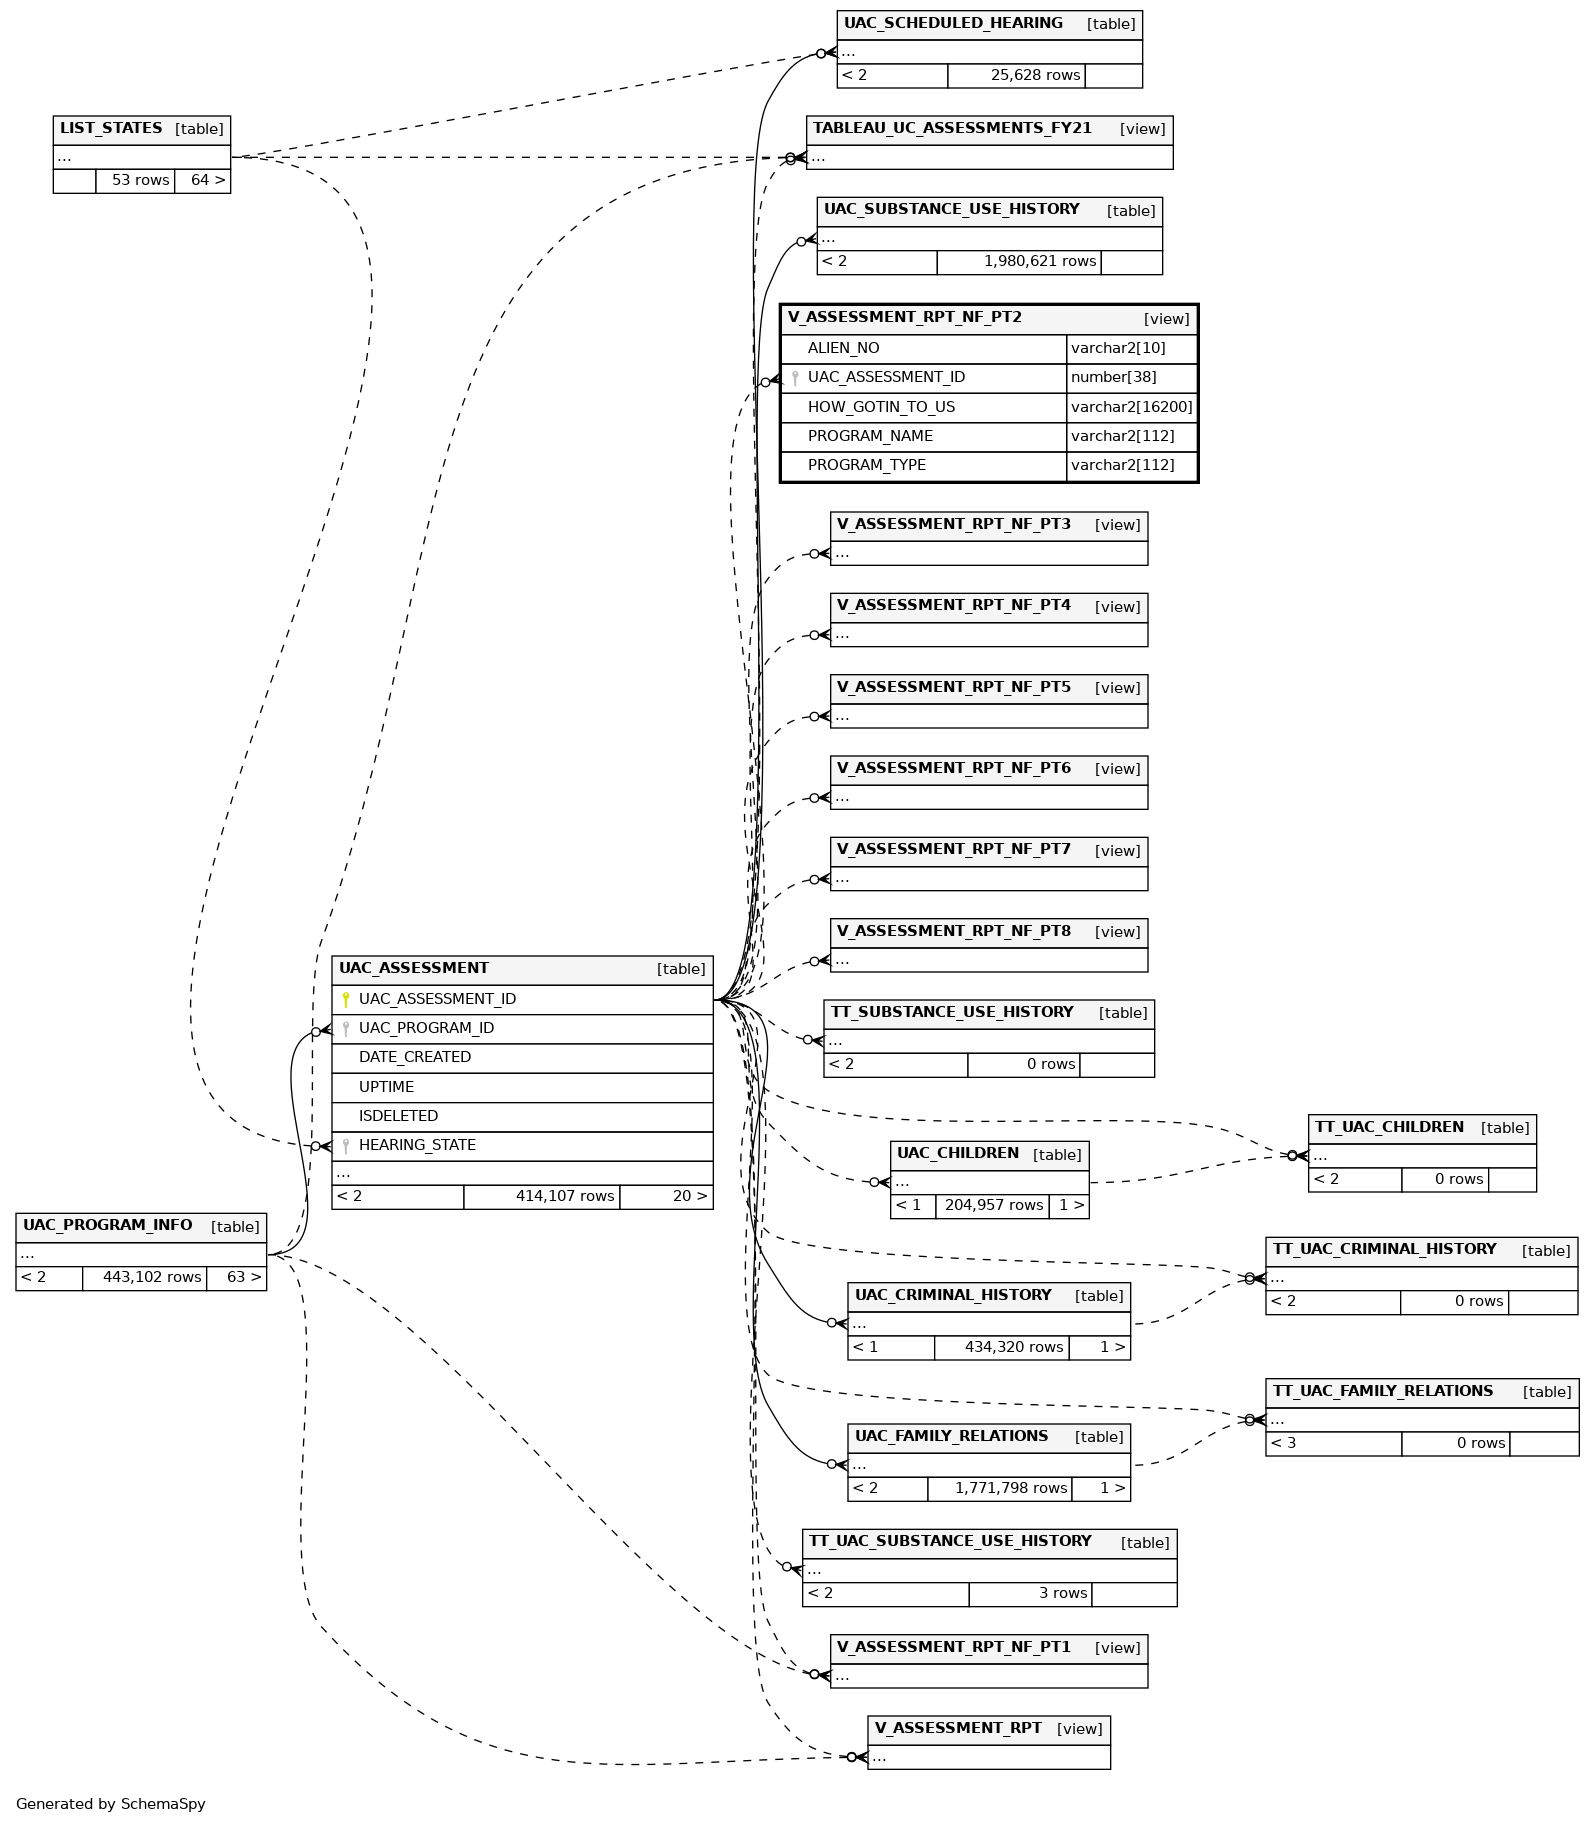 UAC_SCHEDULED_HEARING [table]
...
< 2 25,628 rows
LIST_STATES [table]
...
53 rows 64 >
TABLEAU_UC_ASSESSMENTS_FY21 [view]
...
UAC_SUBSTANCE_USE_HISTORY [table]
...
< 2 1,980,621 rows
V_ASSESSMENT_RPT_NF_PT2 [view]
ALIEN_NO varchar2[10]
UAC_ASSESSMENT_ID number[38]
HOW_GOTIN_TO_US varchar2[16200]
PROGRAM_NAME varchar2[112]
PROGRAM_TYPE varchar2[112]
V_ASSESSMENT_RPT_NF_PT3 [view]
...
V_ASSESSMENT_RPT_NF_PT4 [view]
...
V_ASSESSMENT_RPT_NF_PT5 [view]
...
V_ASSESSMENT_RPT_NF_PT6 [view]
...
V_ASSESSMENT_RPT_NF_PT7 [view]
...
V_ASSESSMENT_RPT_NF_PT8 [view]
...
UAC_ASSESSMENT [table]
UAC_ASSESSMENT_ID
UAC_PROGRAM_ID
DATE_CREATED
UPTIME
ISDELETED
HEARING_STATE
...
< 2 414,107 rows 20 >
TT_SUBSTANCE_USE_HISTORY [table]
...
< 2 0 rows
TT_UAC_CHILDREN [table]
...
< 2 0 rows
UAC_CHILDREN [table]
...
< 1 204,957 rows 1 >
UAC_PROGRAM_INFO [table]
...
< 2 443,102 rows 63 >
TT_UAC_CRIMINAL_HISTORY [table]
...
< 2 0 rows
UAC_CRIMINAL_HISTORY [table]
...
< 1 434,320 rows 1 >
TT_UAC_FAMILY_RELATIONS [table]
...
< 3 0 rows
UAC_FAMILY_RELATIONS [table]
...
< 2 1,771,798 rows 1 >
TT_UAC_SUBSTANCE_USE_HISTORY [table]
...
< 2 3 rows
V_ASSESSMENT_RPT_NF_PT1 [view]
...
V_ASSESSMENT_RPT [view]
...
Generated by SchemaSpy